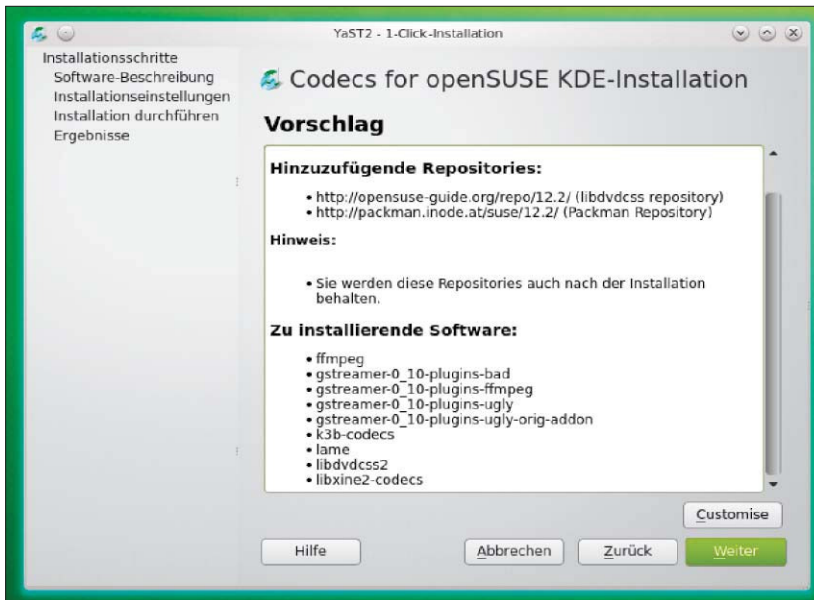 YaST2 - 1-Click-Installation
Installationsschritte
Software-Beschreibung
Installationseinstellungen
Installation durchführen
Ergebnisse
Codecs for openSUSE KDE-Installation
Vorschlag
Hinzuzufügende Repositories:
• http://opensuse-guide.org/repo/12.2/ (libdvdcss repository)
• http://packman.inode.at/suse/12.2/ (Packman Repository)
Hinweis:
• Sie werden diese Repositories auch nach der Installation
behalten.
Zu installierende Software:
• ffmpeg
• gstreamer-0_10-plugins-bad
• gstreamer-0_10-plugins-ffmpeg
• gstreamer-0_10-plugins-ugly
• gstreamer-0_10-plugins-ugly-orig-addon
• k3b-codecs
• lame
• libdvdcss2
• libxine2-codecs
Customise
Hilfe
Abbrechen
Zurück
Weiter